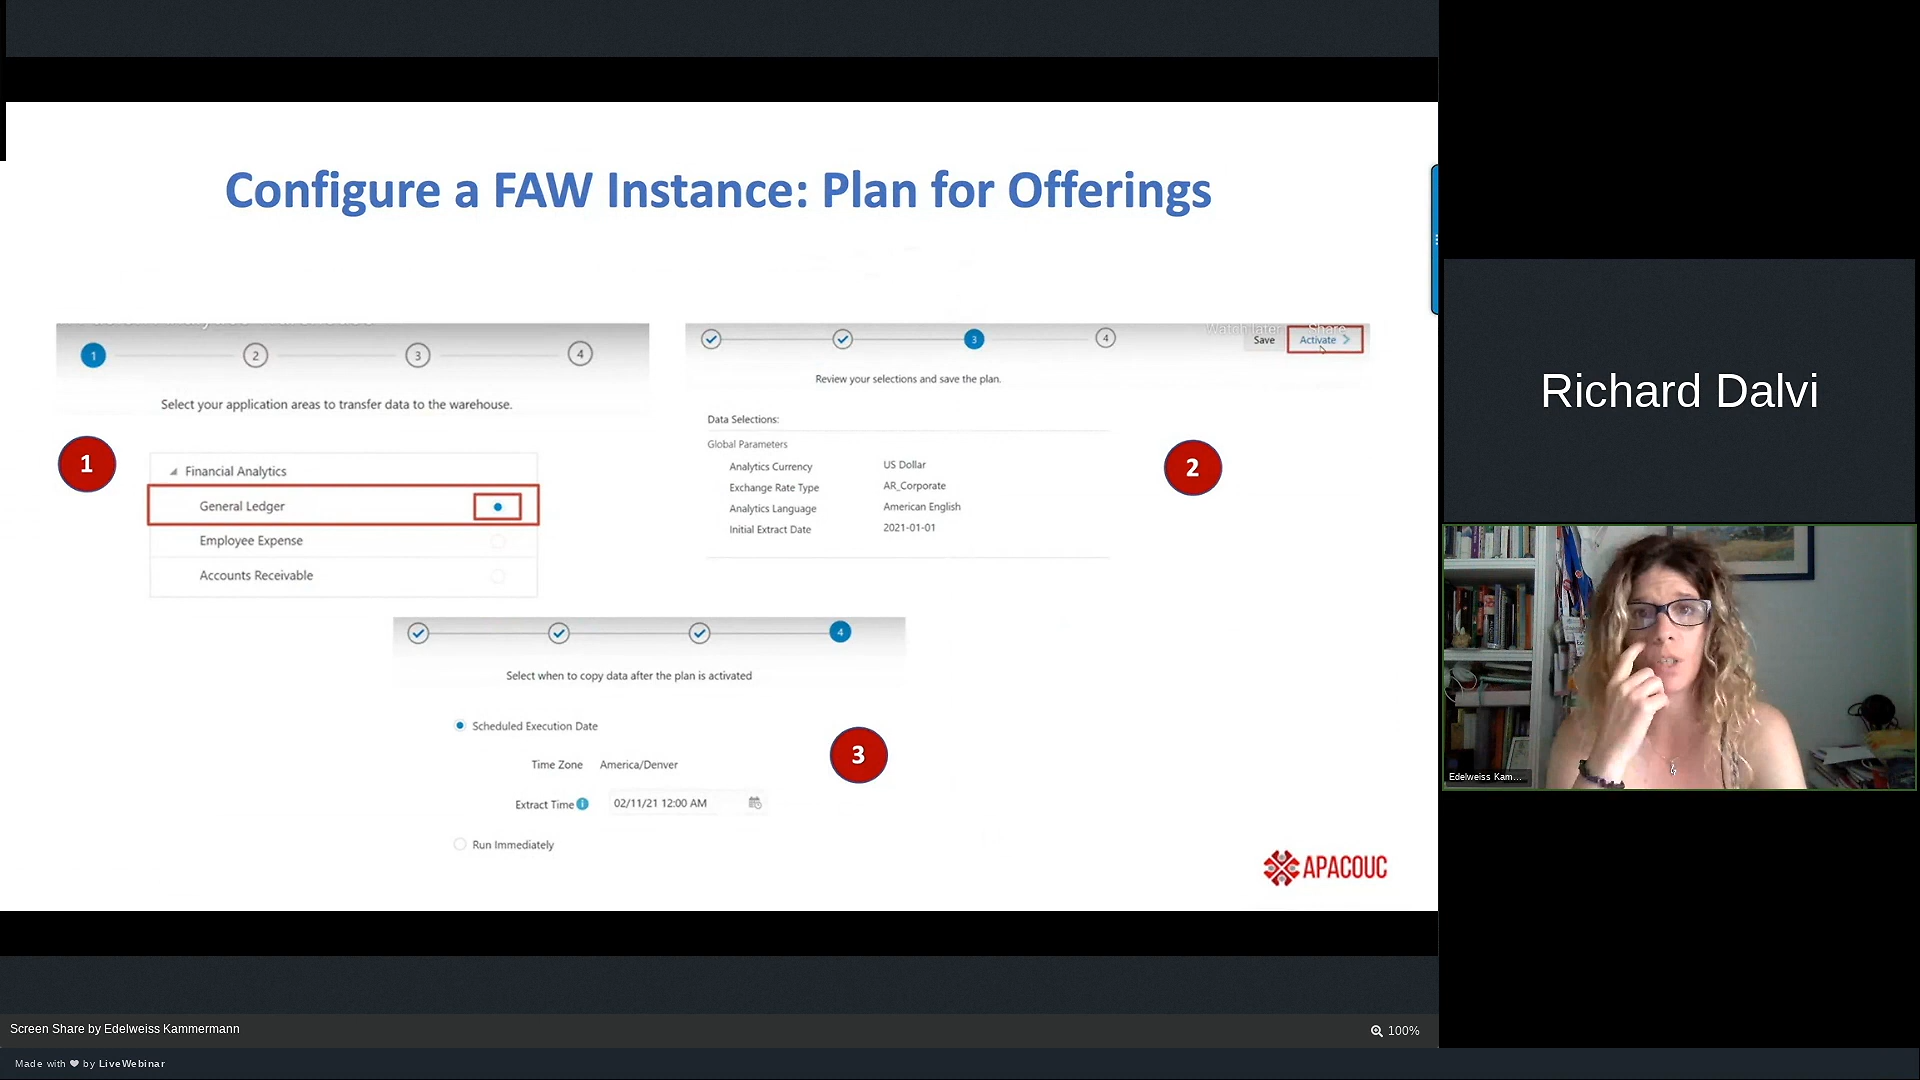 Configure a FAW Instance: Plan for Offerings
1
2
3
4
Select your application areas to transfer data to the warehouse.
1
Financial Analytics
General Ledger
Employee Expense
Accounts Receivable
3
4
Watch later
Share
Save
Activate
Review your selections and save the plan.
Data Selections:
Global Parameters
Analytics Currency US Dollar
Exchange Rate Type AR_Corporate
Analytics Language American English
Initial Extract Date 2021-01-01
2
4
Select when to copy data after the plan is activated
Scheduled Execution Date
Time Zone America/Denver
Extract Time 02/11/21 12:00 AM
Run Immediately
3
APACOUC
Richard Dalvi
Edelweiss Kam...
Screen Share by Edelweiss Kammermann
100%
Made with ❤ by LiveWebinar